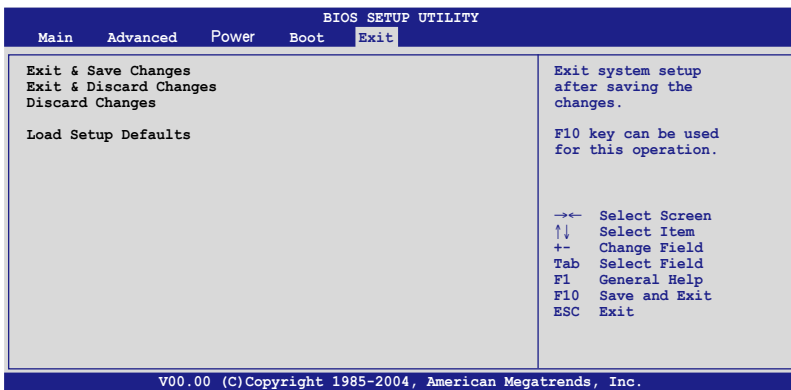 BIOS SETUP UTILITY
Main Advanced Power Boot Exit
Exit & Save Changes
Exit & Discard Changes
Discard Changes
Load Setup Defaults
Exit system setup
after saving the
changes.
F10 key can be used
for this operation.
→← Select Screen
↑↓ Select Item
+- Change Field
Tab Select Field
F1 General Help
F10 Save and Exit
ESC Exit
V00.00 (C)Copyright 1985-2004, American Megatrends, Inc.